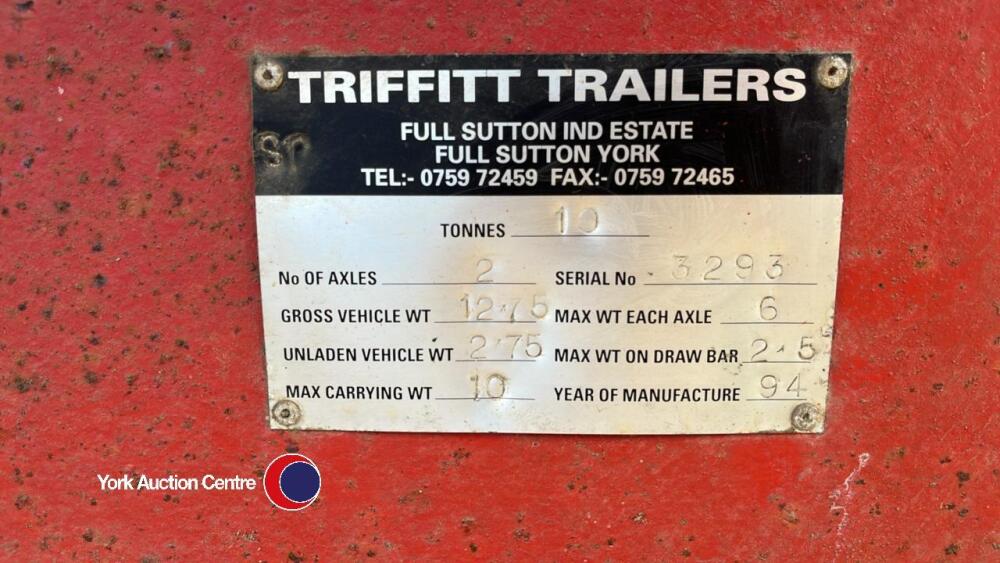 TRIFFITT TRAILERS
FULL SUTTON IND ESTATE
FULL SUTTON YORK
TEL:- 0759 72459 FAX:- 0759 72465
TONNES 10
No OF AXLES 2 SERIAL No 3293
GROSS VEHICLE WT 12·75 MAX WT EACH AXLE 6
UNLADEN VEHICLE WT 2·75 MAX WT ON DRAW BAR 2·5
MAX CARRYING WT 10 YEAR OF MANUFACTURE 94
York Auction Centre